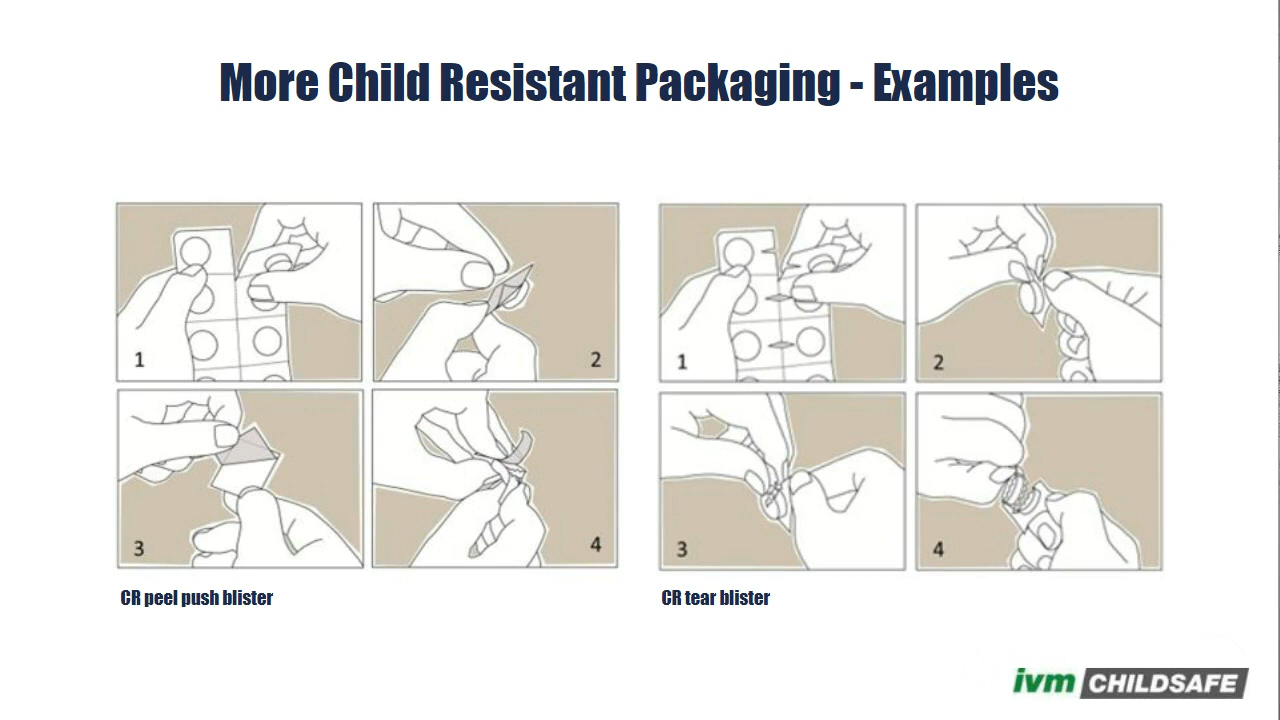 More Child Resistant Packaging - Examples
1
2
3
4
CR peel push blister
1
2
3
4
CR tear blister
ivm CHILDSAFE